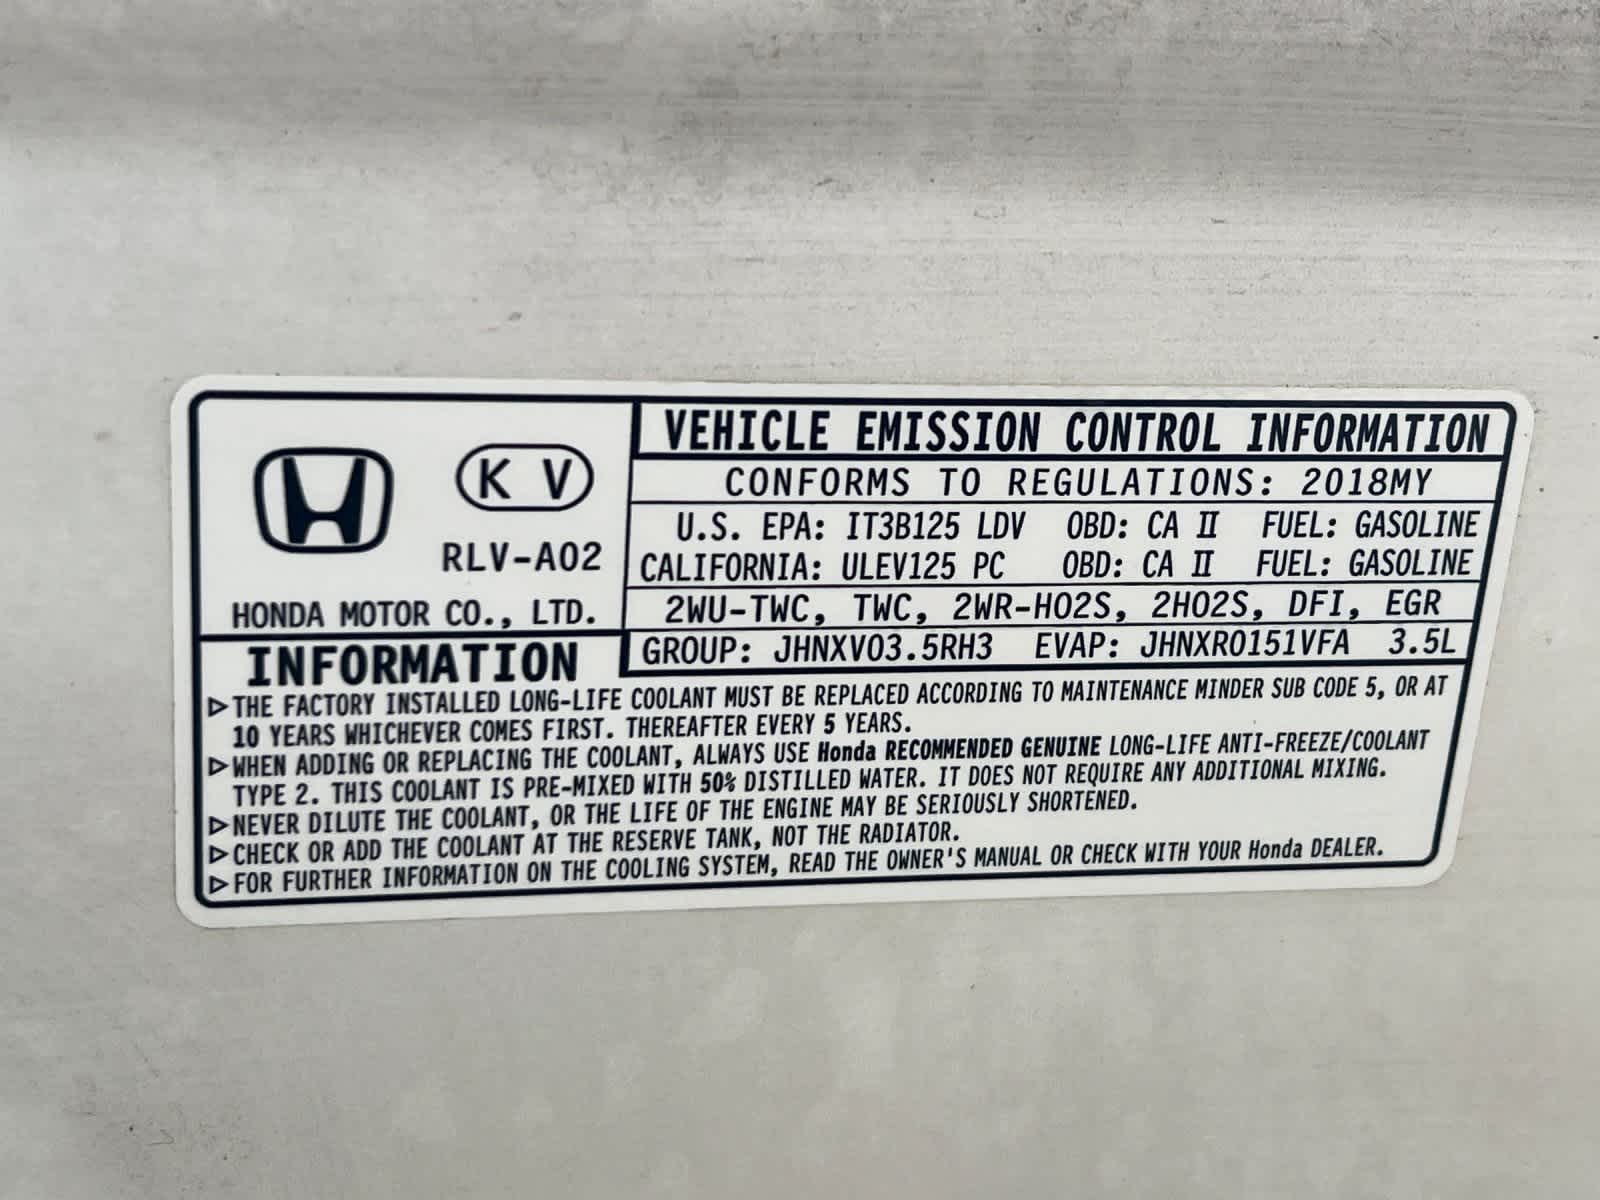 VEHICLE EMISSION CONTROL INFORMATION
CONFORMS TO REGULATIONS: 2018MY
K V
RLV-A02
HONDA MOTOR CO., LTD.
U.S. EPA: IT3B125 LDV OBD: CA II FUEL: GASOLINE
CALIFORNIA: ULEV125 PC OBD: CA II FUEL: GASOLINE
2WU-TWC, TWC, 2WR-HO2S, 2HO2S, DFI, EGR
GROUP: JHNXV03.5RH3 EVAP: JHNXR0151VFA 3.5L
INFORMATION
▷THE FACTORY INSTALLED LONG-LIFE COOLANT MUST BE REPLACED ACCORDING TO MAINTENANCE MINDER SUB CODE 5, OR AT
10 YEARS WHICHEVER COMES FIRST. THEREAFTER EVERY 5 YEARS.
▷WHEN ADDING OR REPLACING THE COOLANT, ALWAYS USE Honda RECOMMENDED GENUINE LONG-LIFE ANTI-FREEZE/COOLANT
TYPE 2. THIS COOLANT IS PRE-MIXED WITH 50% DISTILLED WATER. IT DOES NOT REQUIRE ANY ADDITIONAL MIXING.
▷NEVER DILUTE THE COOLANT, OR THE LIFE OF THE ENGINE MAY BE SERIOUSLY SHORTENED.
▷CHECK OR ADD THE COOLANT AT THE RESERVE TANK, NOT THE RADIATOR.
▷FOR FURTHER INFORMATION ON THE COOLING SYSTEM, READ THE OWNER'S MANUAL OR CHECK WITH YOUR Honda DEALER.